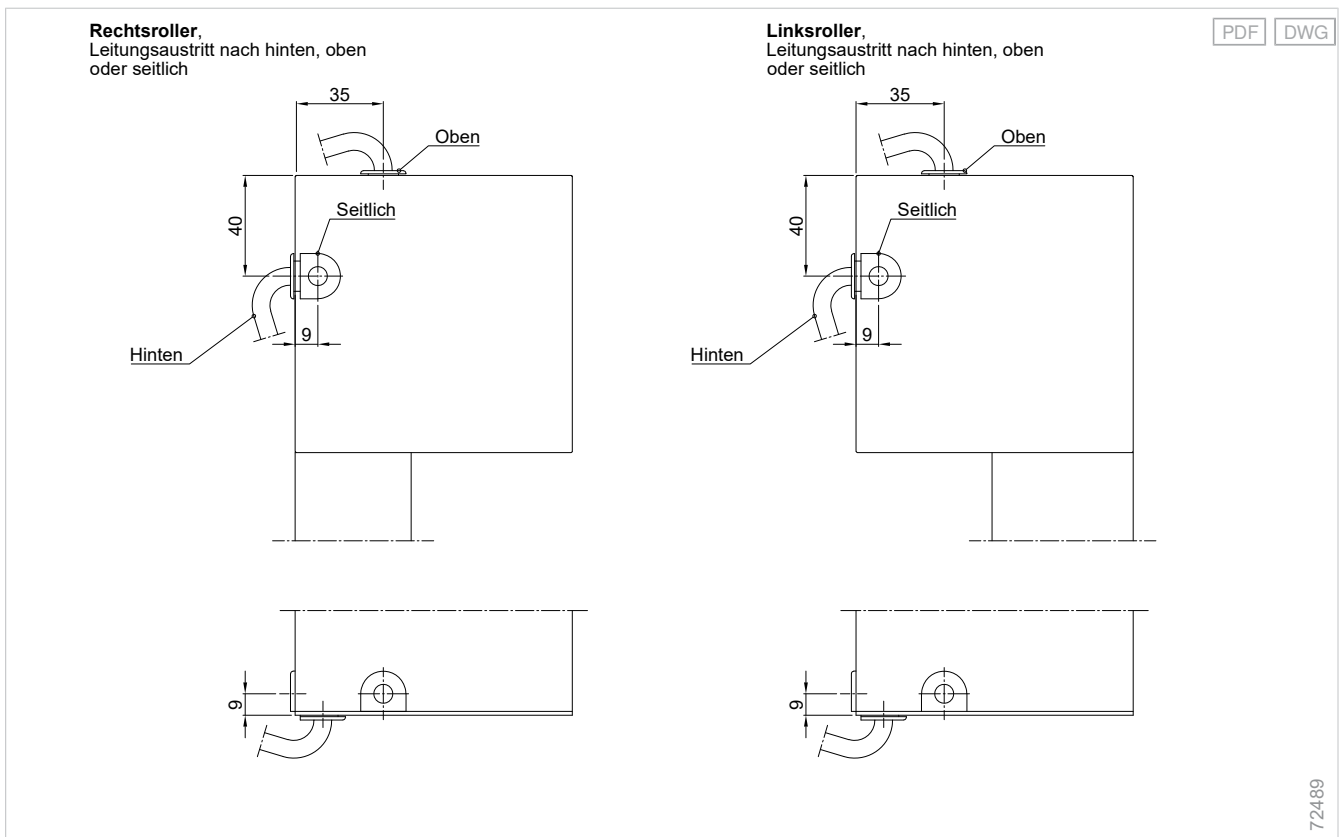 Rechtsroller,
Leitungsaustritt nach hinten, oben
oder seitlich
35
Oben
40
Seitlich
9
Hinten
9
Linksroller,
Leitungsaustritt nach hinten, oben
oder seitlich
35
Oben
40
Seitlich
9
Hinten
9
PDF
DWG
72489